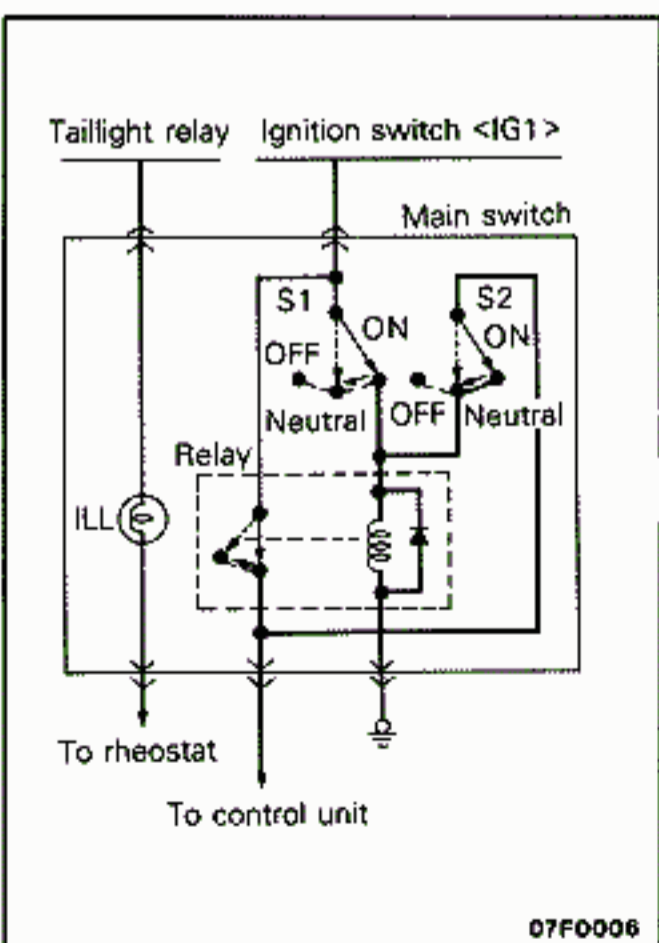 Taillight relay Ignition switch <IG1>
Main switch
S1 S2
ON ON
OFF
Neutral OFF Neutral
Relay
ILL
To rheostat
To control unit
07F0006